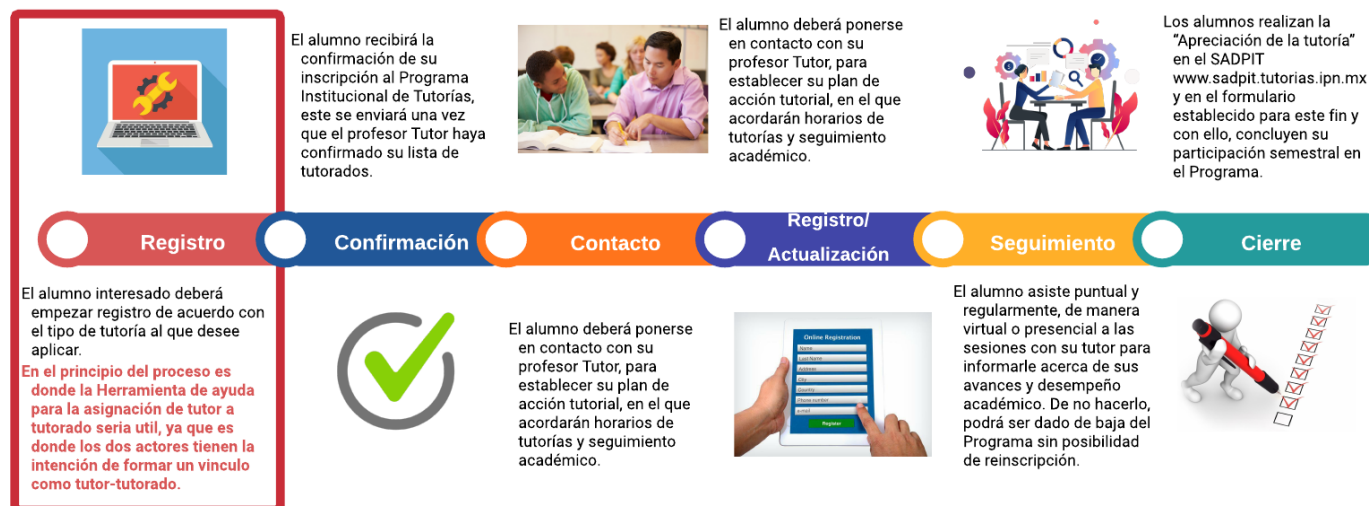 El alumno recibirá la
confirmación de su
inscripción al Programa
Institucional de Tutorías,
este se enviará una vez
que el profesor Tutor haya
confirmado su lista de
tutorados.
El alumno deberá ponerse
en contacto con su
profesor Tutor, para
establecer su plan de
acción tutorial, en el que
acordarán horarios de
tutorías y seguimiento
académico.
Los alumnos realizan la
“Apreciación de la tutoría”
en el SADPIT
www.sadpit.tutorias.ipn.mx
y en el formulario
establecido para este fin y
con ello, concluyen su
participación semestral en
el Programa.
Registro
Confirmación
Contacto
Registro/
Actualización
Seguimiento
Cierre
El alumno interesado deberá
empezar registro de acuerdo con
el tipo de tutoría al que desee
aplicar.
En el principio del proceso es
donde la Herramienta de ayuda
para la asignación de tutor a
tutorado seria util, ya que es
donde los dos actores tienen la
intención de formar un vinculo
como tutor-tutorado.
El alumno deberá ponerse
en contacto con su
profesor Tutor, para
establecer su plan de
acción tutorial, en el que
acordarán horarios de
tutorías y seguimiento
académico.
Online Registration
Name
Last Name
Address
City
Country
Phone number
e-mail
Register
El alumno asiste puntual y
regularmente, de manera
virtual o presencial a las
sesiones con su tutor para
informarle acerca de sus
avances y desempeño
académico. De no hacerlo,
podrá ser dado de baja del
Programa sin posibilidad
de reinscripción.